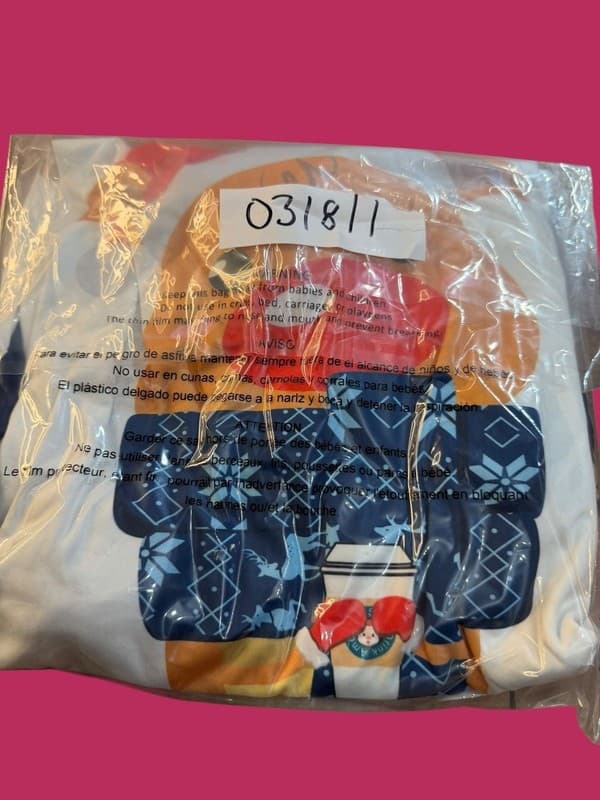 031811
WARNING
Keep this bag away from babies and children
Do not use in cribs, bed, carriages or playpens
The thin film may cling to nose and mouth and prevent breathing
AVISO
Para evitar el peligro de asfixia mantener siempre fuera de el alcance de niños y de bebes
No usar en cunas, camas, carriolas y corrales para bebés
El plástico delgado puede pegarse a la nariz y boca y detener la respiración
ATTENTION
Garder ce sac hors de portée des bébés et enfants
Ne pas utiliser dans berceaux, lits, poussettes ou parcs bébé
Le film protecteur, étant fin, pourrait par inadvertance provoquer l'étouffement en bloquant
les narines ou/et la bouche